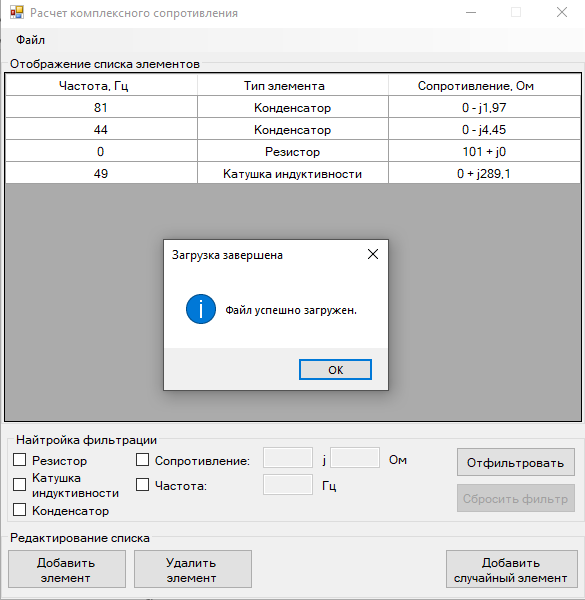 Расчет комплексного сопротивления
Файл
Отображение списка элементов
Частота, Гц Тип элемента Сопротивление, Ом
81 Конденсатор 0 - j1,97
44 Конденсатор 0 - j4,45
0 Резистор 101 + j0
49 Катушка индуктивности 0 + j289,1
Загрузка завершена
Файл успешно загружен.
OK
Найтройка фильтрации
Резистор
Катушка
индуктивности
Конденсатор
Сопротивление: j Ом
Частота: Гц
Отфильтровать
Сбросить фильтр
Редактирование списка
Добавить
элемент
Удалить
элемент
Добавить
случайный элемент